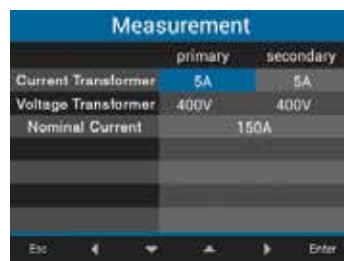 Measurement
primary secondary
Current Transformer 5A 5A
Voltage Transformer 400V 400V
Nominal Current 150A
Esc Enter